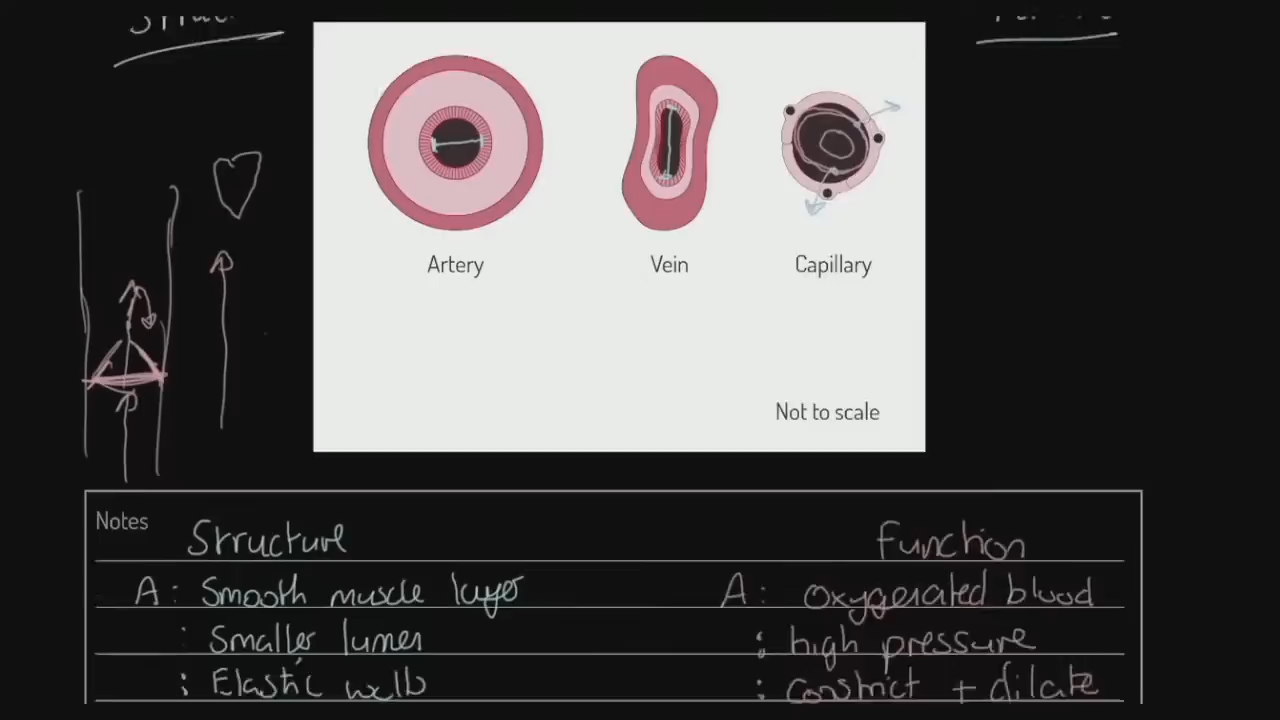 Artery Vein Capillary
Not to scale
Notes
Structure Function
A: Smooth muscle layer A: Oxygenated blood
: Smaller lumen : high pressure
: Elastic walls : constrict + dilate